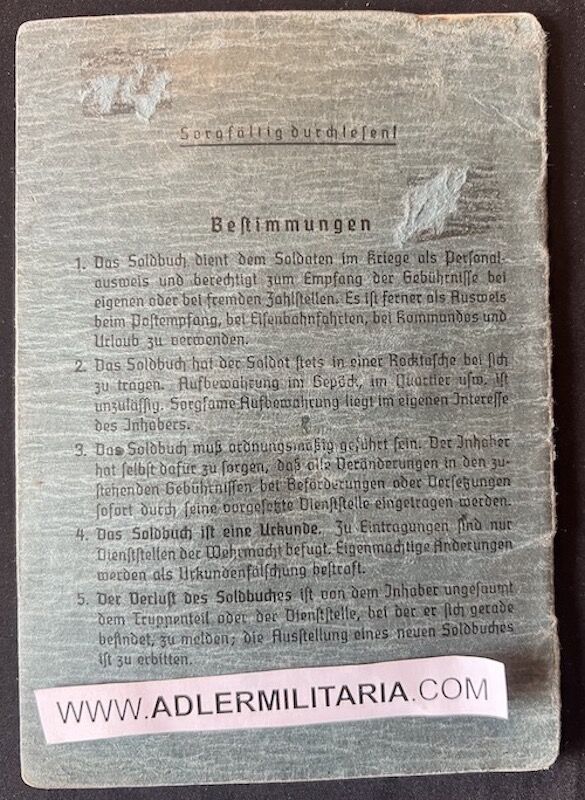 Sorgfältig durchlesen!
Bestimmungen
1. Das Soldbuch dient dem Soldaten im Kriege als Personal-
ausweis und berechtigt zum Empfang der Gebührnisse bei
eigenen oder bei fremden Zahlstellen. Es ist ferner als Ausweis
beim Postempfang, bei Eisenbahnfahrten, bei Kommandos und
Urlaub zu verwenden.
2. Das Soldbuch hat der Soldat stets in einer Rocktasche bei sich
zu tragen. Aufbewahrung im Gepäck, im Quartier usw. ist
unzulässig. Sorgsame Aufbewahrung liegt im eigenen Interesse
des Inhabers.
3. Das Soldbuch muß ordnungsmäßig geführt sein. Der Inhaber
hat selbst dafür zu sorgen, daß alle Veränderungen in den zu-
stehenden Gebührnissen bei Beförderungen oder Versetzungen
sofort durch seine vorgesetzte Dienststelle eingetragen werden.
4. Das Soldbuch ist eine Urkunde. Zu Eintragungen sind nur
Dienststellen der Wehrmacht befugt. Eigenmächtige Änderungen
werden als Urkundenfälschung bestraft.
5. Der Verlust des Soldbuches ist von dem Inhaber ungesäumt
dem Truppenteil oder der Dienststelle, bei der er sich gerade
befindet, zu melden; die Ausstellung eines neuen Soldbuches
ist zu erbitten.
WWW.ADLERMILITARIA.COM